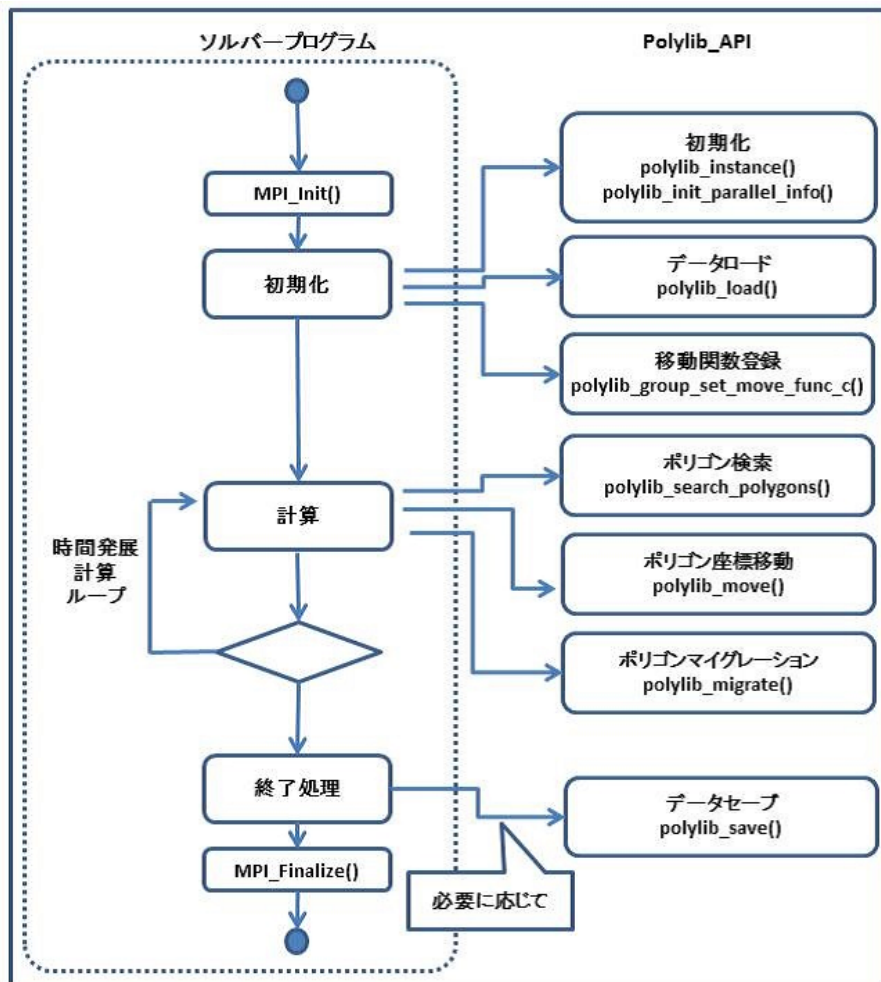 ソルバープログラム
Polylib_API
MPI_Init()
初期化
初期化
polylib_instance()
polylib_init_parallel_info()
データロード
polylib_load()
移動関数登録
polylib_group_set_move_func_c()
計算
時間発展
計算
ループ
ポリゴン検索
polylib_search_polygons()
ポリゴン座標移動
polylib_move()
ポリゴンマイグレーション
polylib_migrate()
終了処理
MPI_Finalize()
データセーブ
polylib_save()
必要に応じて